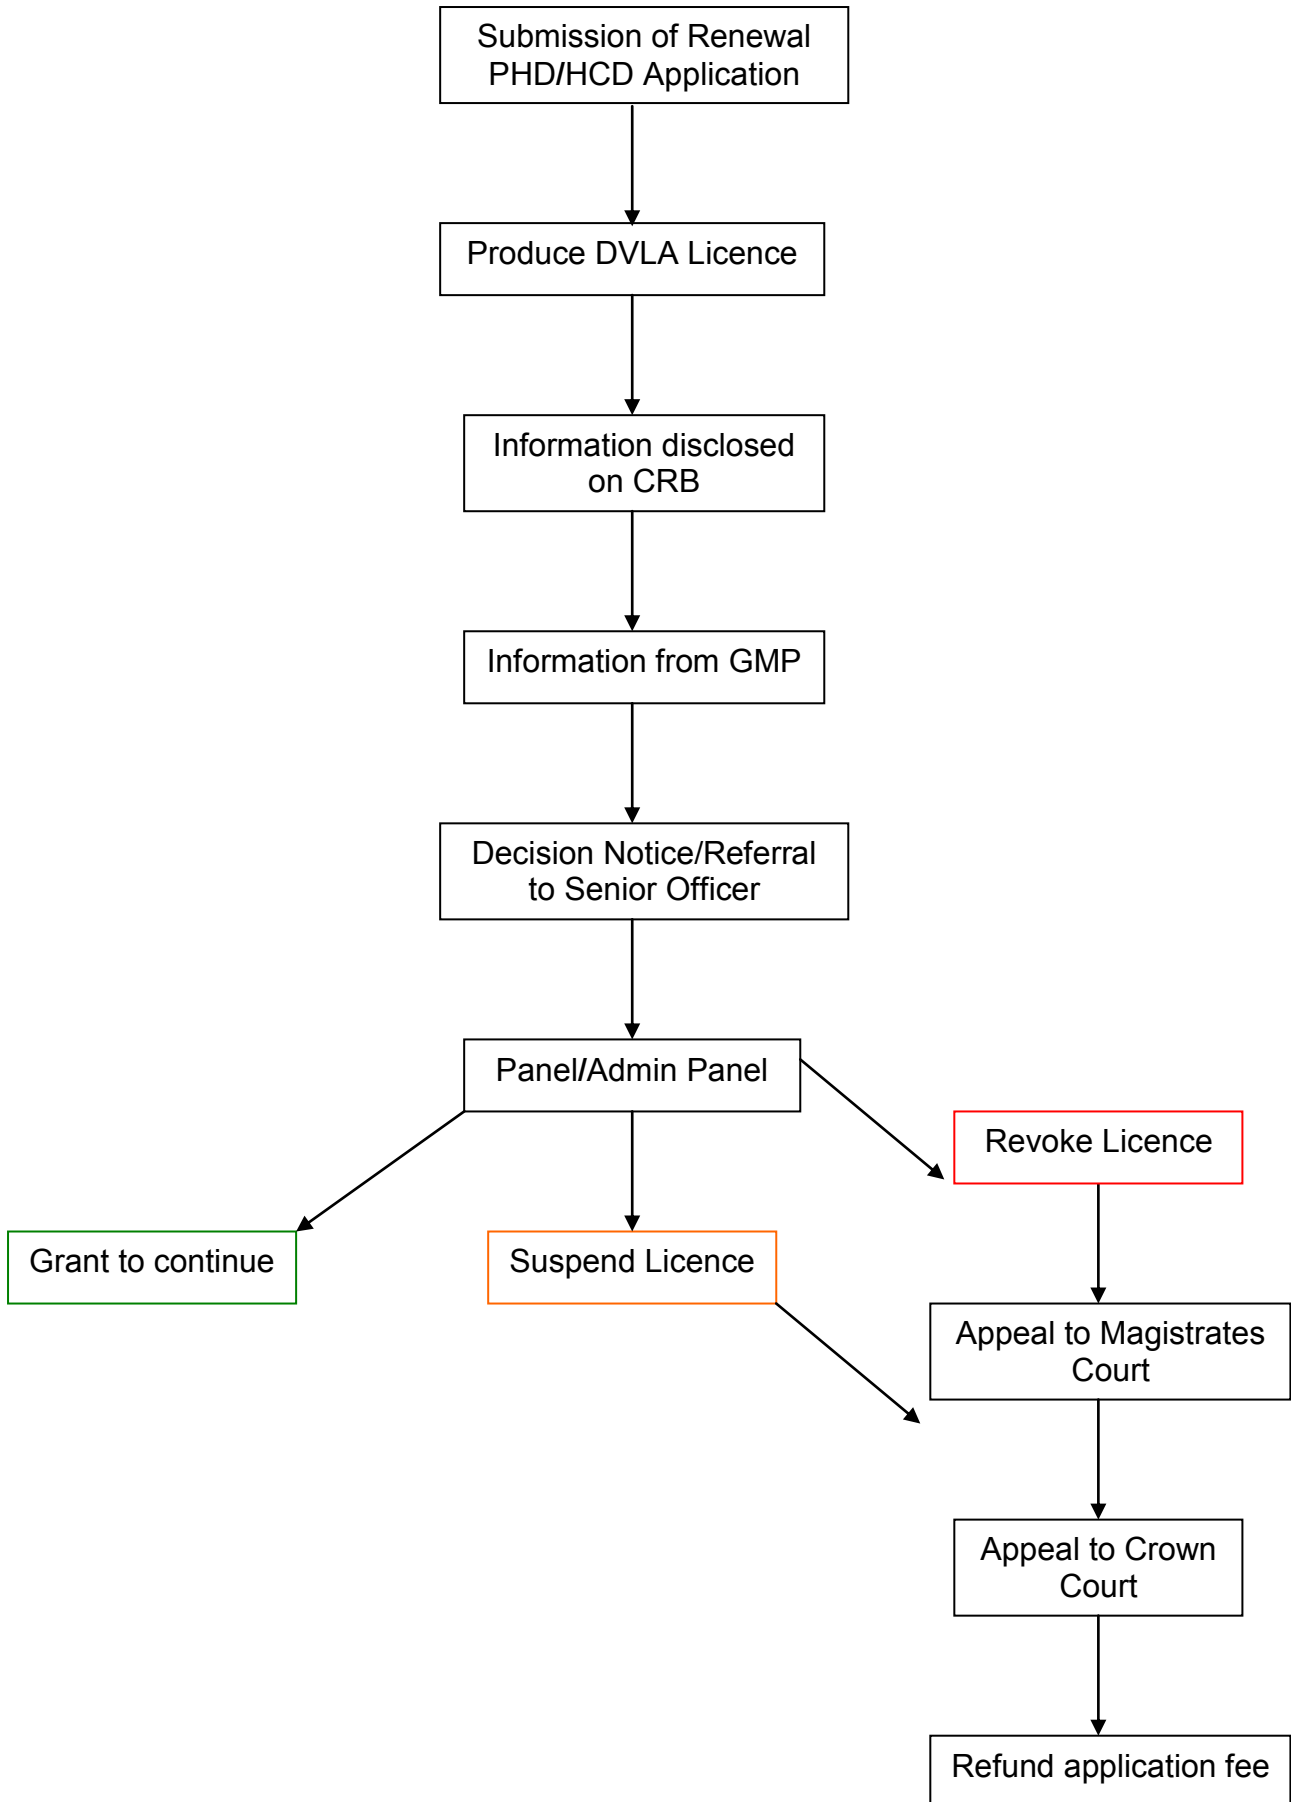 Submission of Renewal
PHD/HCD Application
Produce DVLA Licence
Information disclosed
on CRB
Information from GMP
Decision Notice/Referral
to Senior Officer
Panel/Admin Panel
Revoke Licence
Grant to continue
Suspend Licence
Appeal to Magistrates
Court
Appeal to Crown
Court
Refund application fee